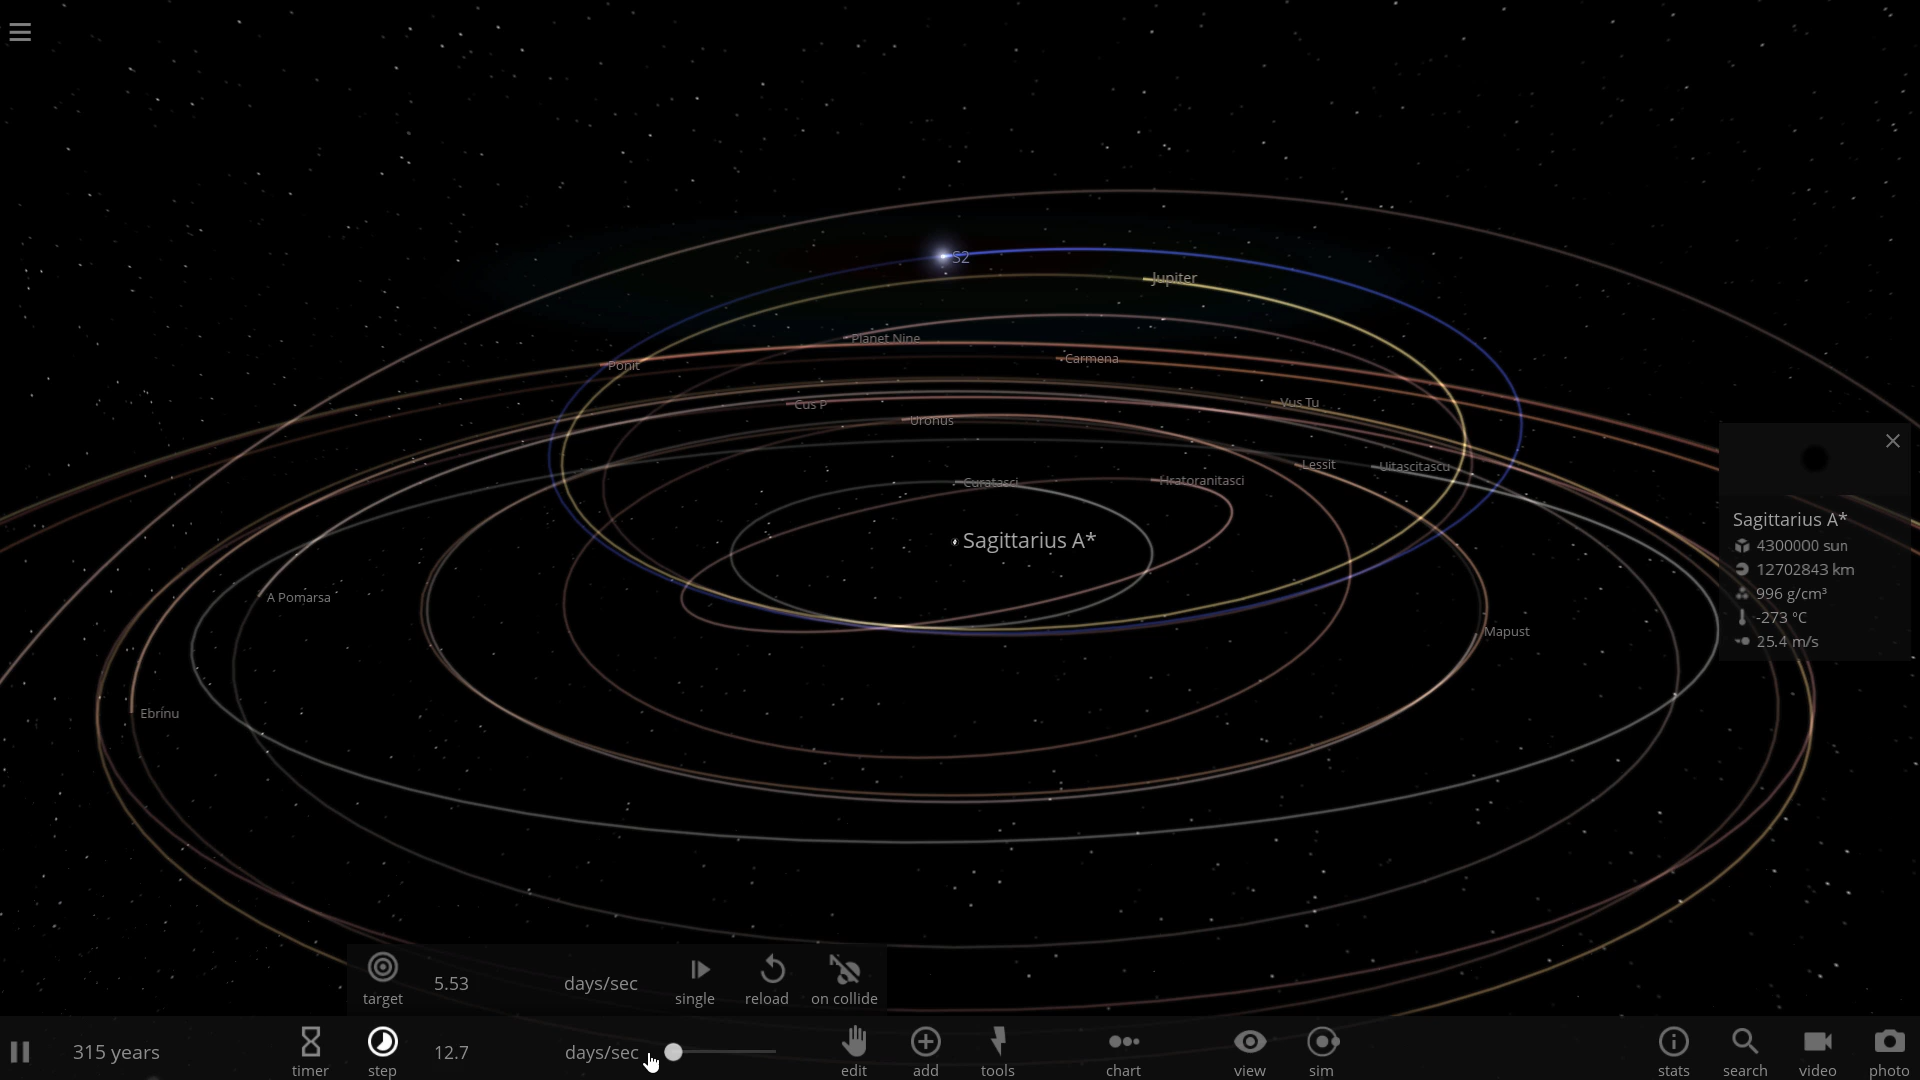 S2
Jupiter
Planet Nine
Ponit
Carmena
Cus P
Vus Tu
Uronus
Lessit
Uitascitascu
Curatasci
Hratoranitasci
Sagittarius A*
A Pomarsa
Mapust
Ebrínu
Sagittarius A*
4300000 sun
12702843 km
996 g/cm³
-273 °C
25.4 m/s
target
5.53 days/sec
single
reload
on collide
315 years
timer
step
12.7 days/sec
edit
add
tools
chart
view
sim
stats
search
video
photo